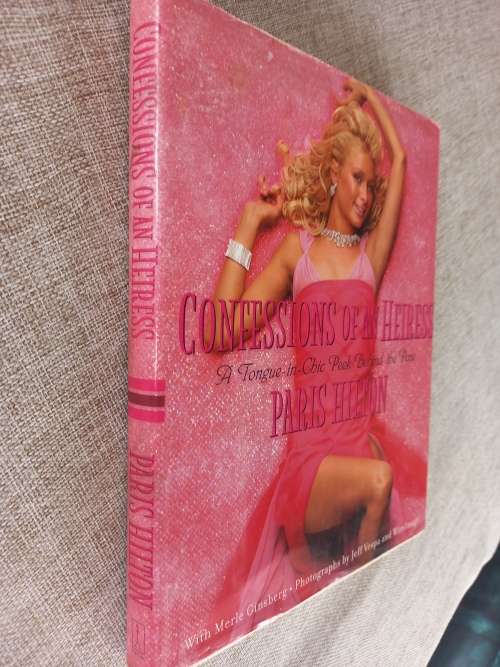 CONFESSIONS OF AN HEIRESS
PARIS HILTON
CONFESSIONS OF AN HEIRESS
A Tongue-in-Chic Peek Behind the Pose
PARIS HILTON
With Merle Ginsberg • Photographs by Jeff Vespa and